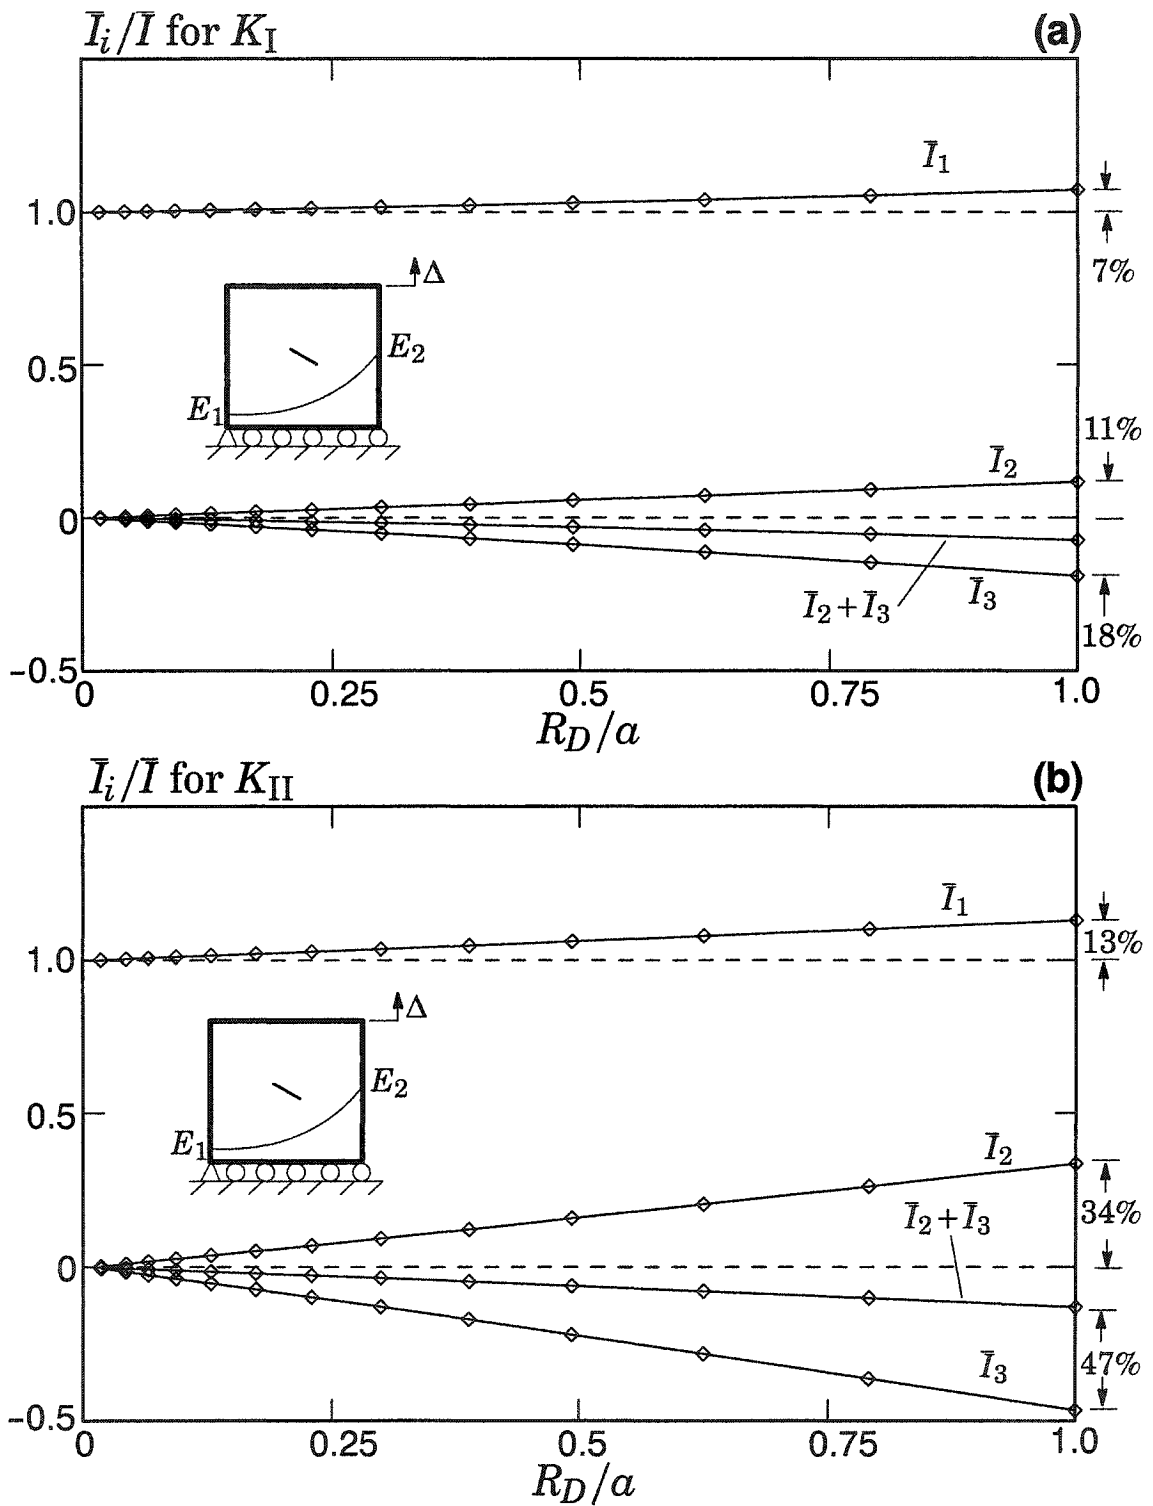 Ī_i/Ī for K_I (a)
Ī_1
1.0
7%
Δ
0.5
E_2
E_1
11%
Ī_2
0
Ī_2+Ī_3
Ī_3
18%
−0.5
0 0.25 0.5 0.75 1.0
R_D/a
Ī_i/Ī for K_II (b)
Ī_1
13%
1.0
Δ
0.5
E_2
E_1
Ī_2
34%
Ī_2+Ī_3
0
Ī_3
47%
−0.5
0 0.25 0.5 0.75 1.0
R_D/a